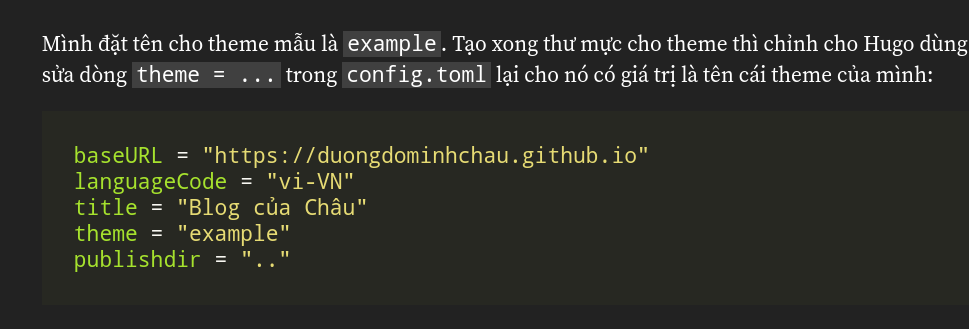 Mình đặt tên cho theme mẫu là example. Tạo xong thư mực cho theme thì chỉnh cho Hugo dùng
sửa dòng theme = ... trong config.toml lại cho nó có giá trị là tên cái theme của mình:
baseURL = "https://duongdominhchau.github.io"
languageCode = "vi-VN"
title = "Blog của Châu"
theme = "example"
publishdir = ".."